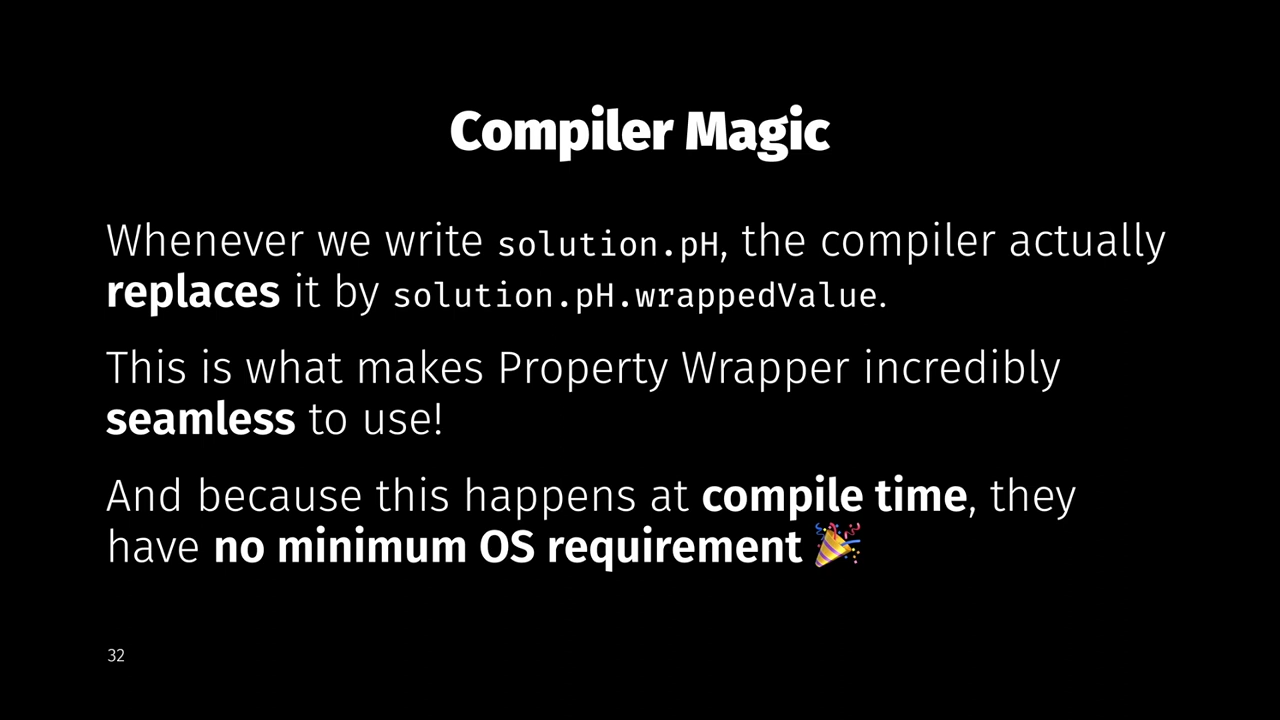 Compiler Magic
Whenever we write solution.pH, the compiler actually
replaces it by solution.pH.wrappedValue.
This is what makes Property Wrapper incredibly
seamless to use!
And because this happens at compile time, they
have no minimum OS requirement 🎉
32